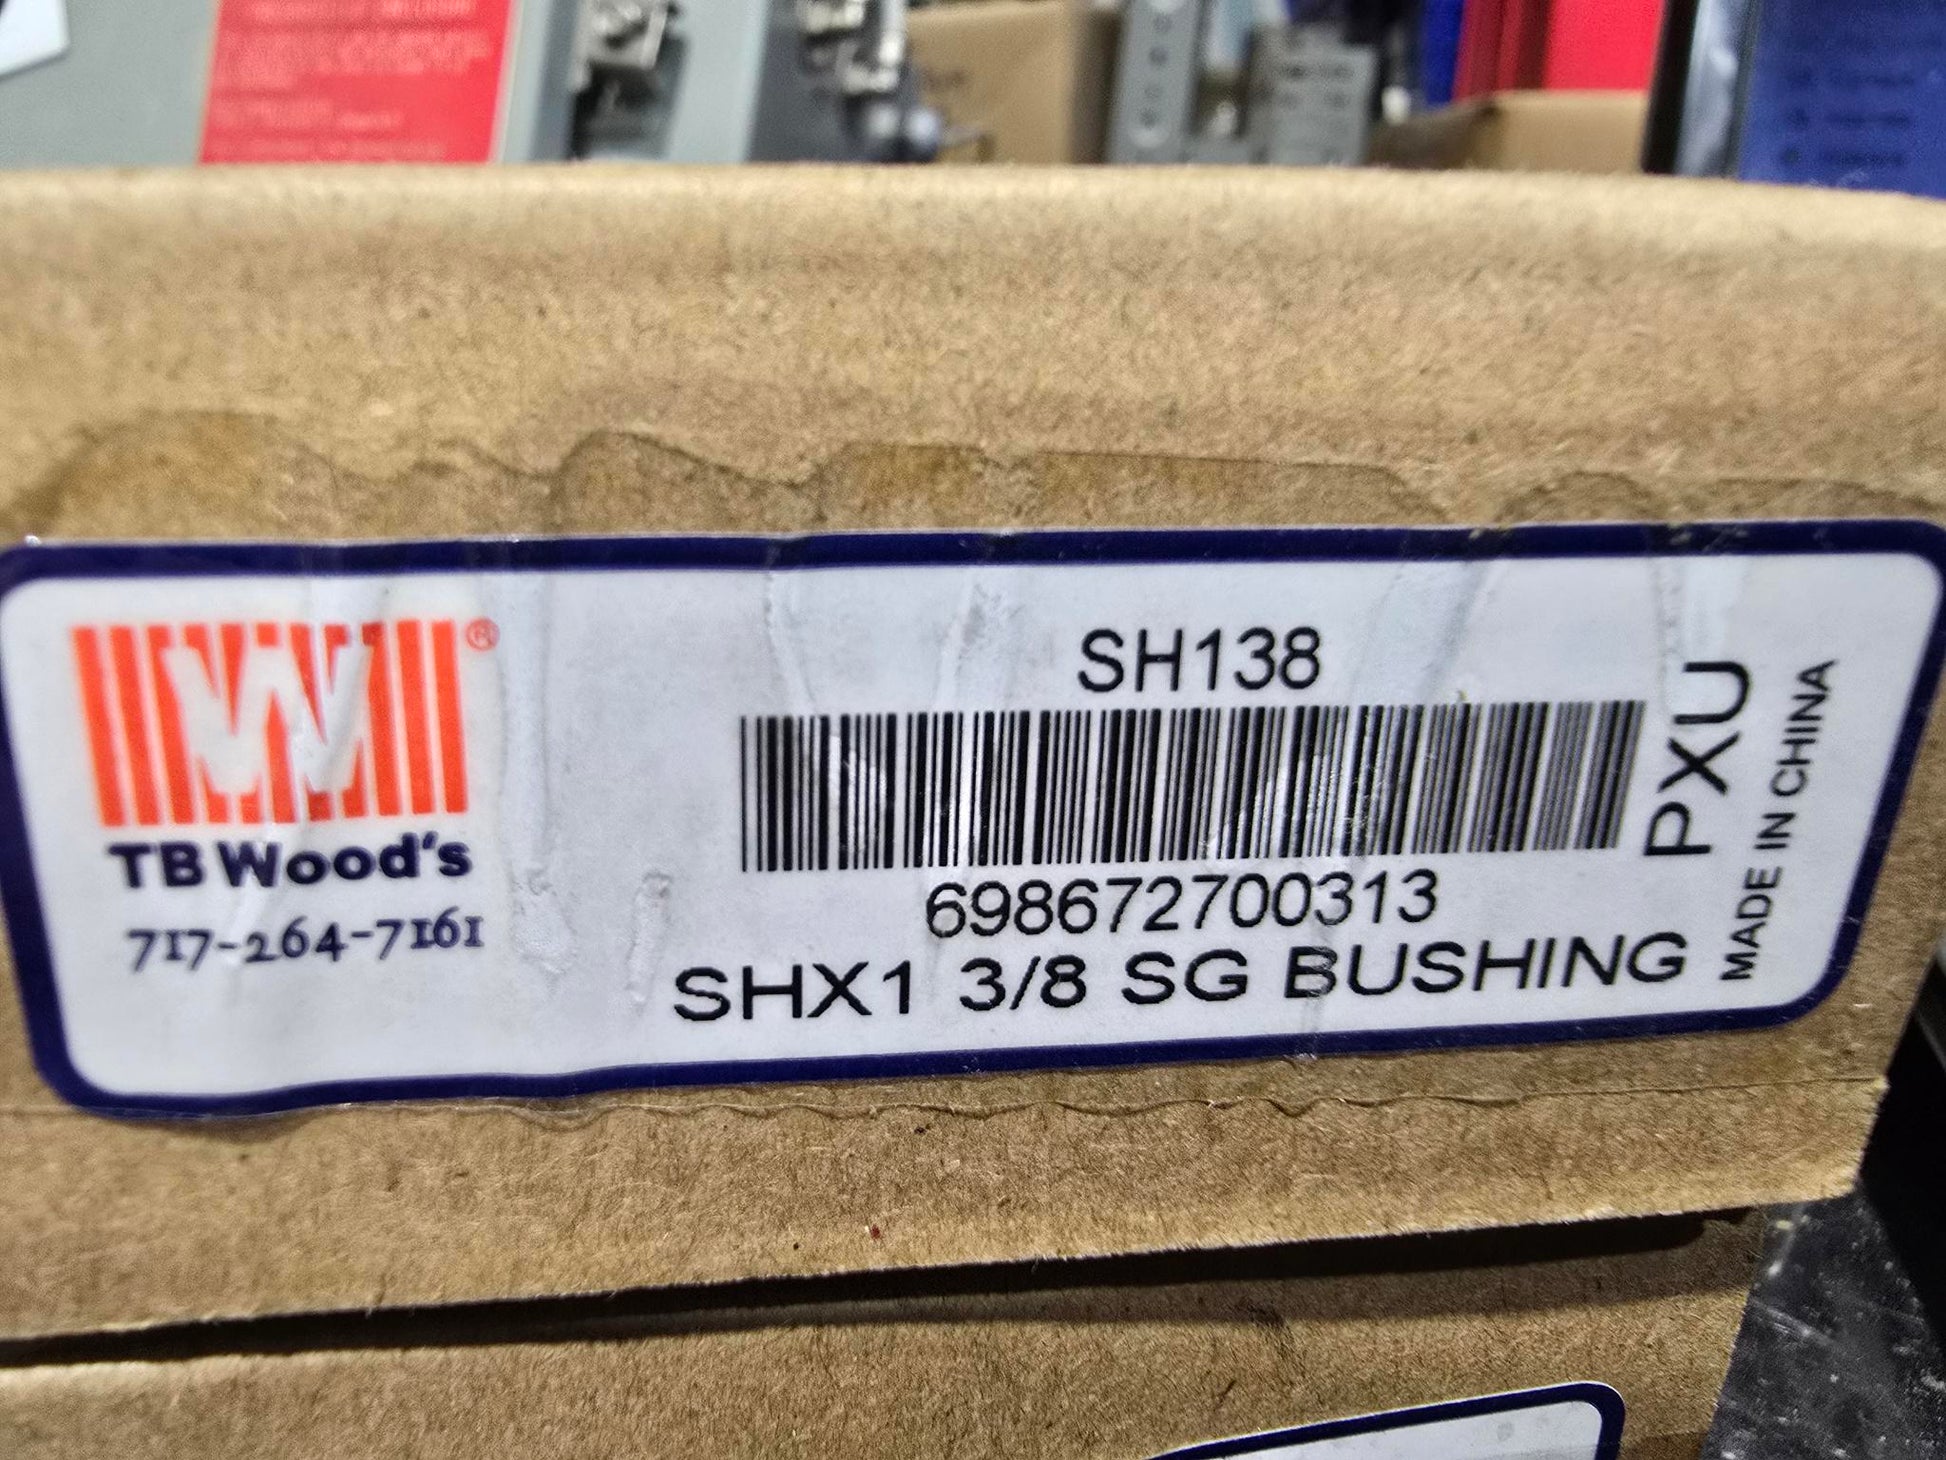 ®
TB Wood's
717-264-7161
SH138
698672700313
SHX1 3/8 SG BUSHING
PXU
MADE IN CHINA